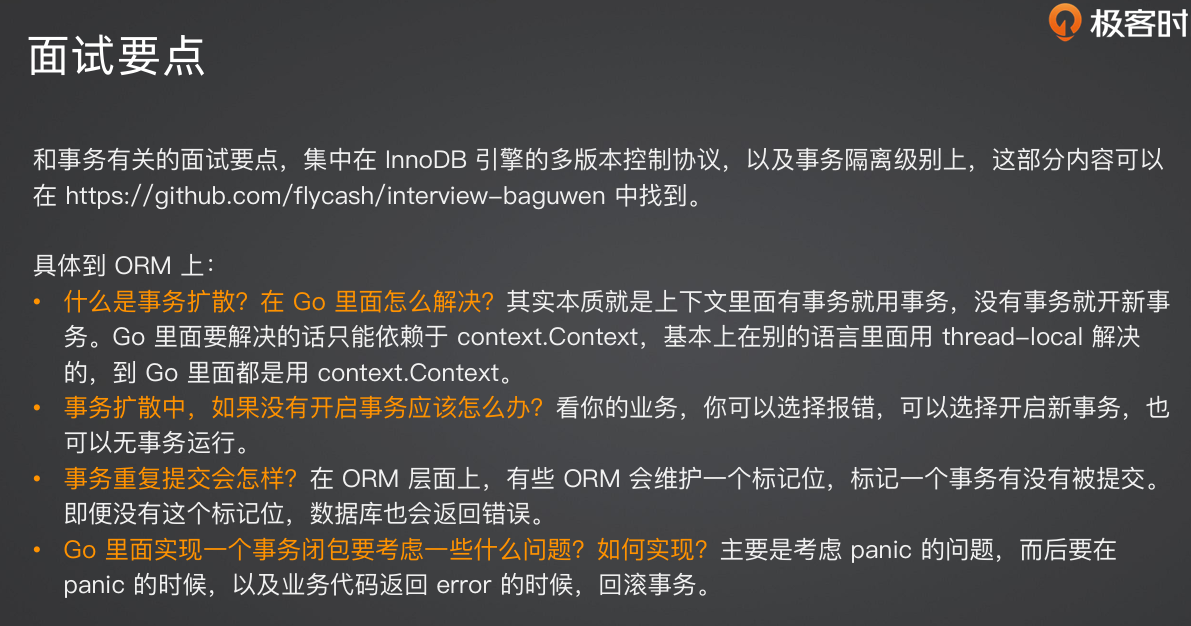 极客时
面试要点
和事务有关的面试要点，集中在 InnoDB 引擎的多版本控制协议，以及事务隔离级别上，这部分内容可以
在 https://github.com/flycash/interview-baguwen 中找到。
具体到 ORM 上：
• 什么是事务扩散？在 Go 里面怎么解决？其实本质就是上下文里面有事务就用事务，没有事务就开新事
务。Go 里面要解决的话只能依赖于 context.Context，基本上在别的语言里面用 thread-local 解决
的，到 Go 里面都是用 context.Context。
• 事务扩散中，如果没有开启事务应该怎么办？看你的业务，你可以选择报错，可以选择开启新事务，也
可以无事务运行。
• 事务重复提交会怎样？在 ORM 层面上，有些 ORM 会维护一个标记位，标记一个事务有没有被提交。
即便没有这个标记位，数据库也会返回错误。
• Go 里面实现一个事务闭包要考虑一些什么问题？如何实现？主要是考虑 panic 的问题，而后要在
panic 的时候，以及业务代码返回 error 的时候，回滚事务。